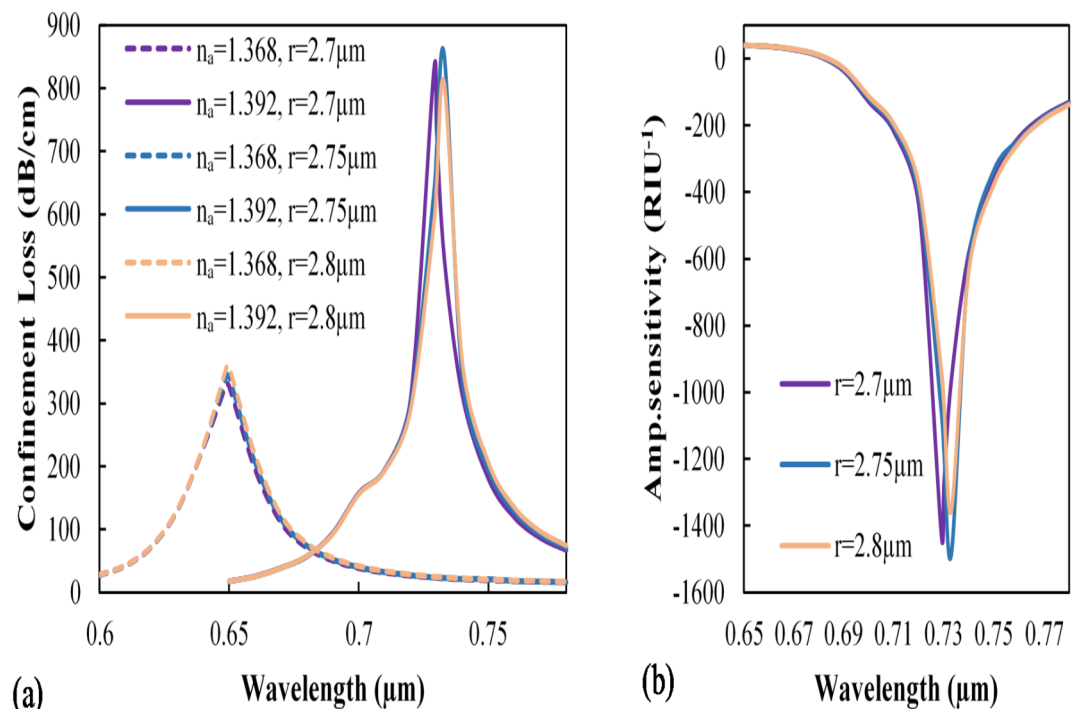 900
800
700
600
500
400
300
200
100
0
Confinement Loss (dB/cm)
nₐ=1.368, r=2.7µm
nₐ=1.392, r=2.7µm
nₐ=1.368, r=2.75µm
nₐ=1.392, r=2.75µm
nₐ=1.368, r=2.8µm
nₐ=1.392, r=2.8µm
0.6 0.65 0.7 0.75
Wavelength (µm)
(a)
0
-200
-400
-600
-800
-1000
-1200
-1400
-1600
Amp.sensitivity (RIU⁻¹)
r=2.7µm
r=2.75µm
r=2.8µm
0.65 0.67 0.69 0.71 0.73 0.75 0.77
Wavelength (µm)
(b)